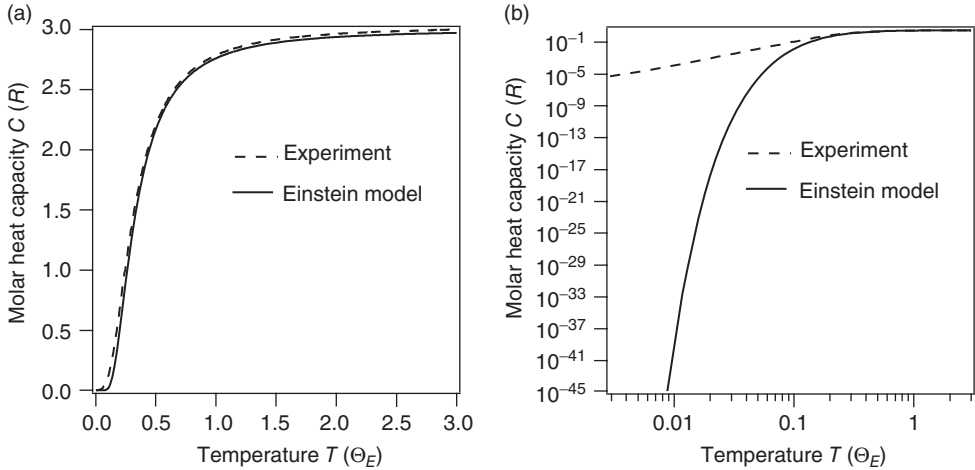 (a)
3.0
2.5
2.0
1.5
1.0
0.5
0.0
Molar heat capacity C (R)
Experiment
Einstein model
0.0 0.5 1.0 1.5 2.0 2.5 3.0
Temperature T (Θ_E)
(b)
10⁻¹
10⁻⁵
10⁻⁹
10⁻¹³
10⁻¹⁷
10⁻²¹
10⁻²⁵
10⁻²⁹
10⁻³³
10⁻³⁷
10⁻⁴¹
10⁻⁴⁵
Molar heat capacity C (R)
Experiment
Einstein model
0.01 0.1 1
Temperature T (Θ_E)